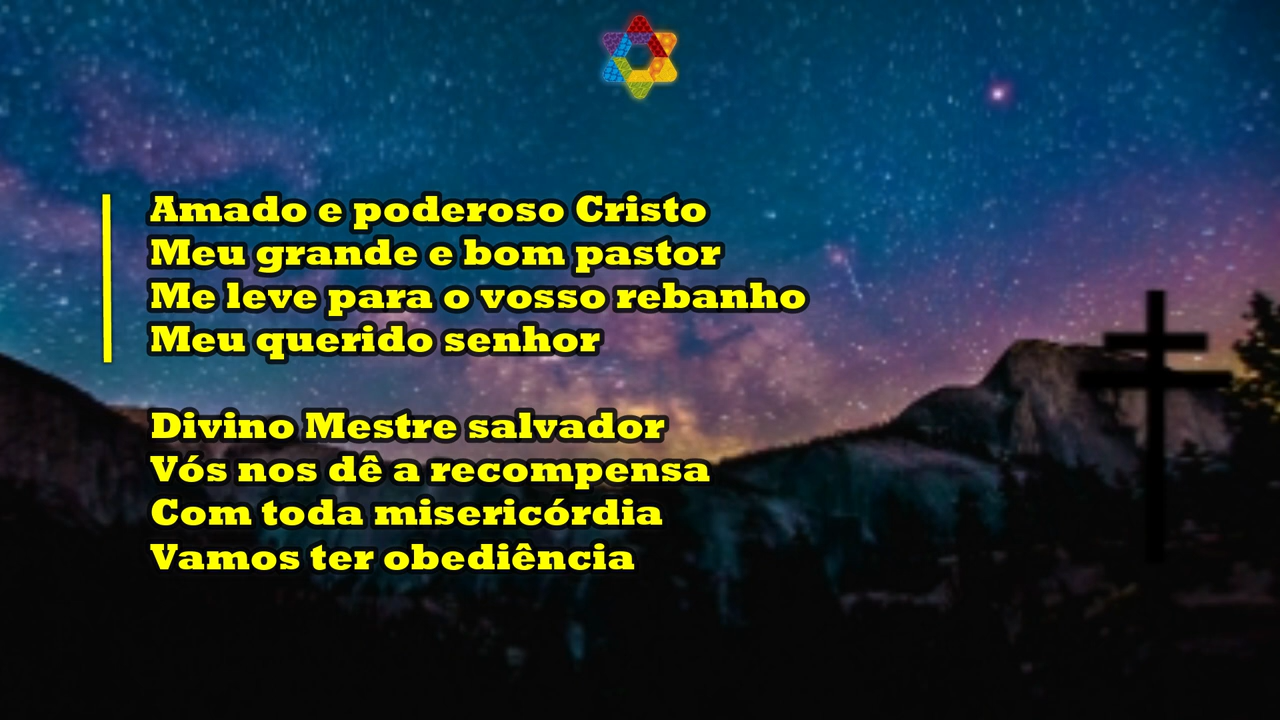 Amado e poderoso Cristo
Meu grande e bom pastor
Me leve para o vosso rebanho
Meu querido senhor
Divino Mestre salvador
Vós nos dê a recompensa
Com toda misericórdia
Vamos ter obediência